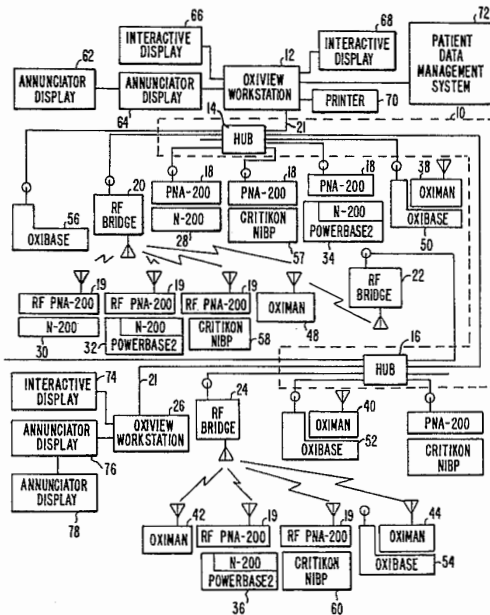 66
INTERACTIVE
DISPLAY
12
68
INTERACTIVE
DISPLAY
72
PATIENT
DATA
MANAGEMENT
SYSTEM
62
ANNUNCIATOR
DISPLAY
ANNUNCIATOR
DISPLAY
64
OXIVIEW
WORKSTATION
PRINTER
70
10
14
21
HUB
20
RF
BRIDGE
56
OXIBASE
18
PNA-200
N-200
28
18
PNA-200
CRITIKON
NIBP
57
18
PNA-200
N-200
POWERBASE2
34
38
OXIMAN
OXIBASE
50
19
RF PNA-200
N-200
30
19
RF PNA-200
N-200
POWERBASE2
32
19
RF PNA-200
CRITIKON
NIBP
58
OXIMAN
48
RF
BRIDGE
22
16
HUB
74
INTERACTIVE
DISPLAY
21
26
OXIVIEW
WORKSTATION
ANNUNCIATOR
DISPLAY
76
ANNUNCIATOR
DISPLAY
78
24
RF
BRIDGE
40
OXIMAN
OXIBASE
52
PNA-200
CRITIKON
NIBP
42
OXIMAN
19
RF PNA-200
N-200
POWERBASE2
36
19
RF PNA-200
CRITIKON
NIBP
60
44
OXIMAN
OXIBASE
54